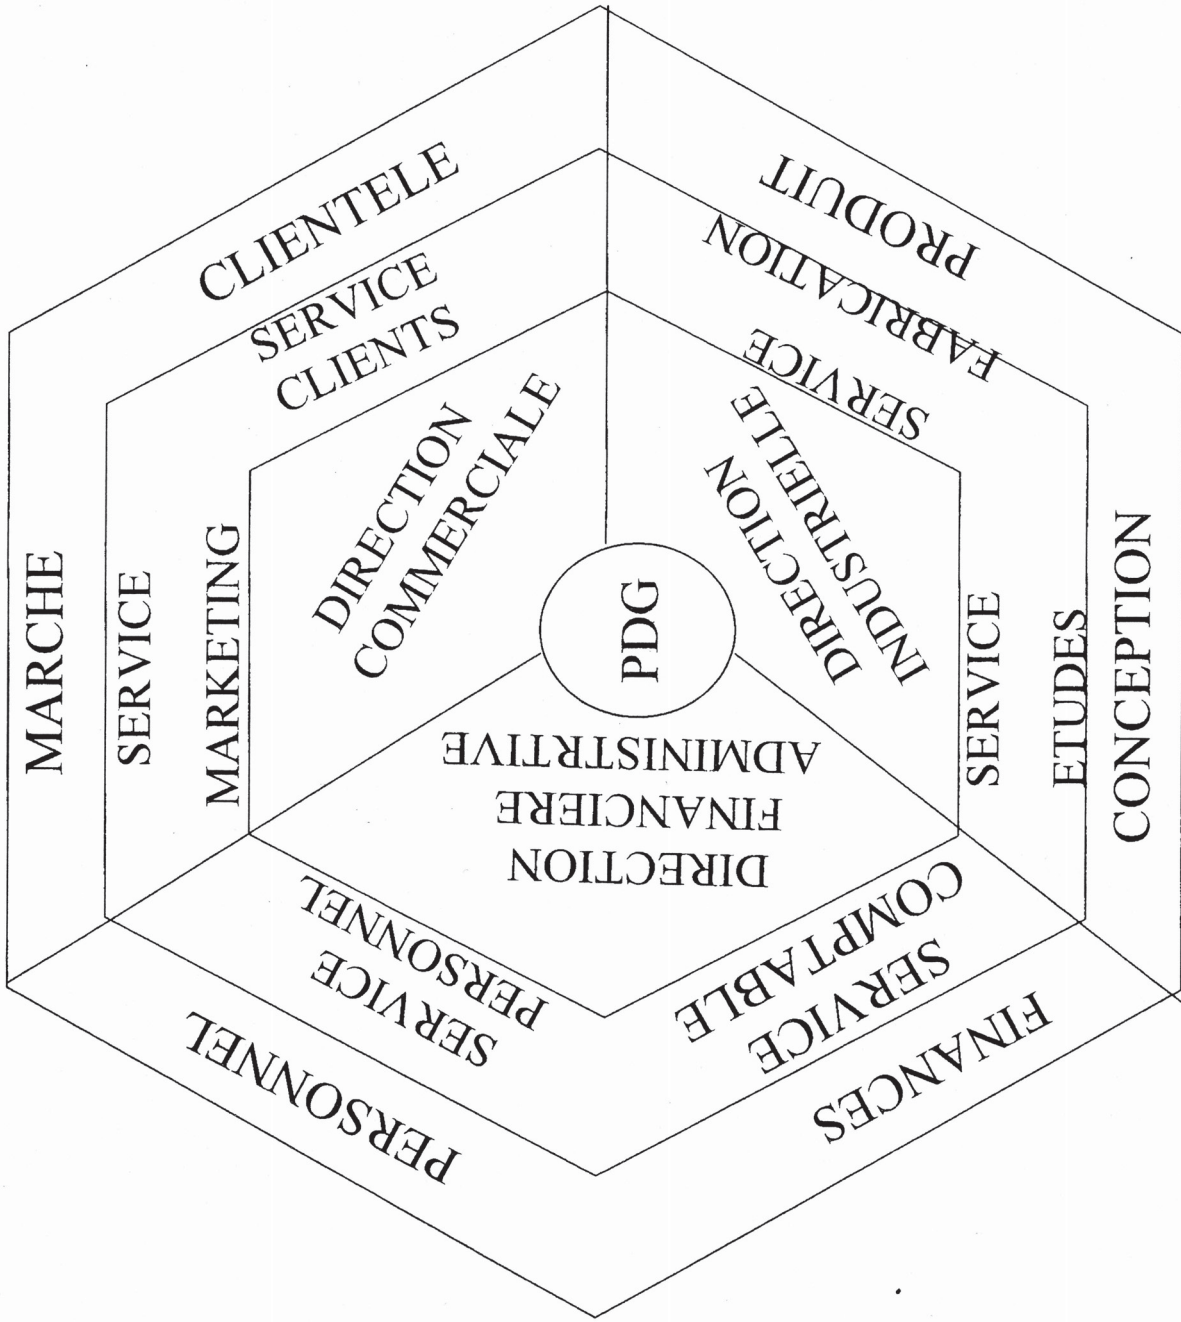 CLIENTELE
SERVICE
CLIENTS
DIRECTION
COMMERCIALE
MARCHE
SERVICE
MARKETING
PDG
PRODUIT
FABRICATION
SERVICE
DIRECTION
INDUSTRIELLE
SERVICE
ETUDES
CONCEPTION
DIRECTION
FINANCIERE
ADMINISTRTIVE
SERVICE
PERSONNEL
PERSONNEL
SERVICE
COMPTABLE
FINANCES